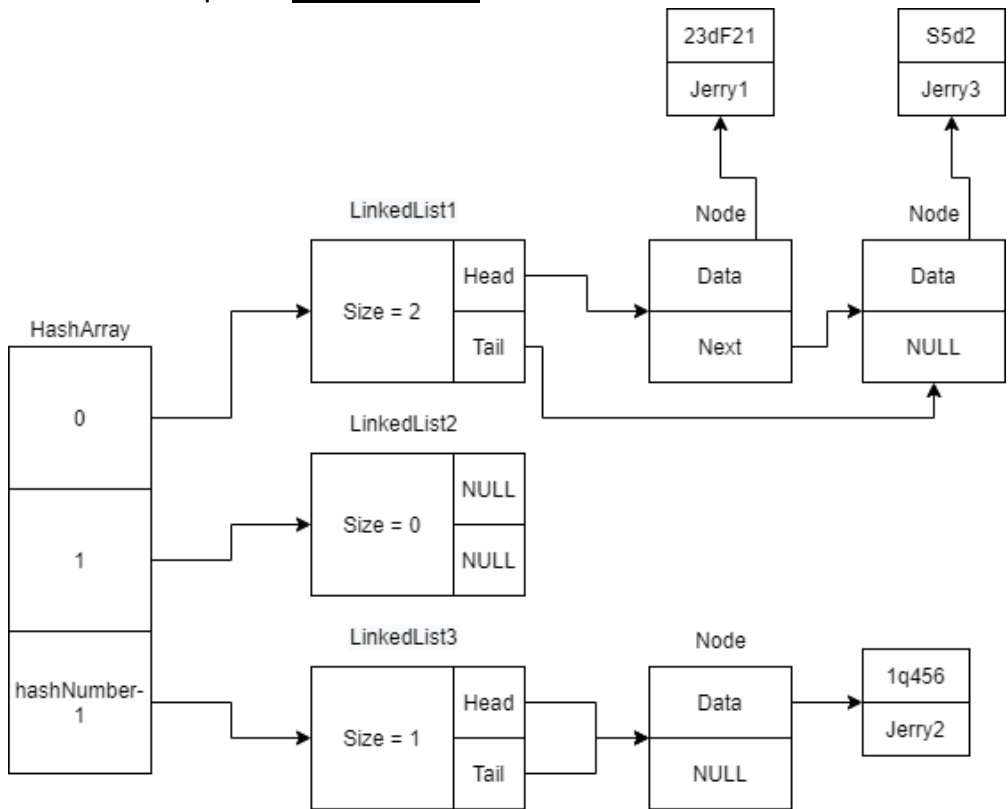 23dF21
S5d2
Jerry1
Jerry3
LinkedList1
Node
Node
Head
Data
Data
Size = 2
HashArray
Tail
Next
NULL
0
LinkedList2
NULL
Size = 0
1
NULL
LinkedList3
Node
1q456
hashNumber-
1
Head
Data
Size = 1
Jerry2
Tail
NULL